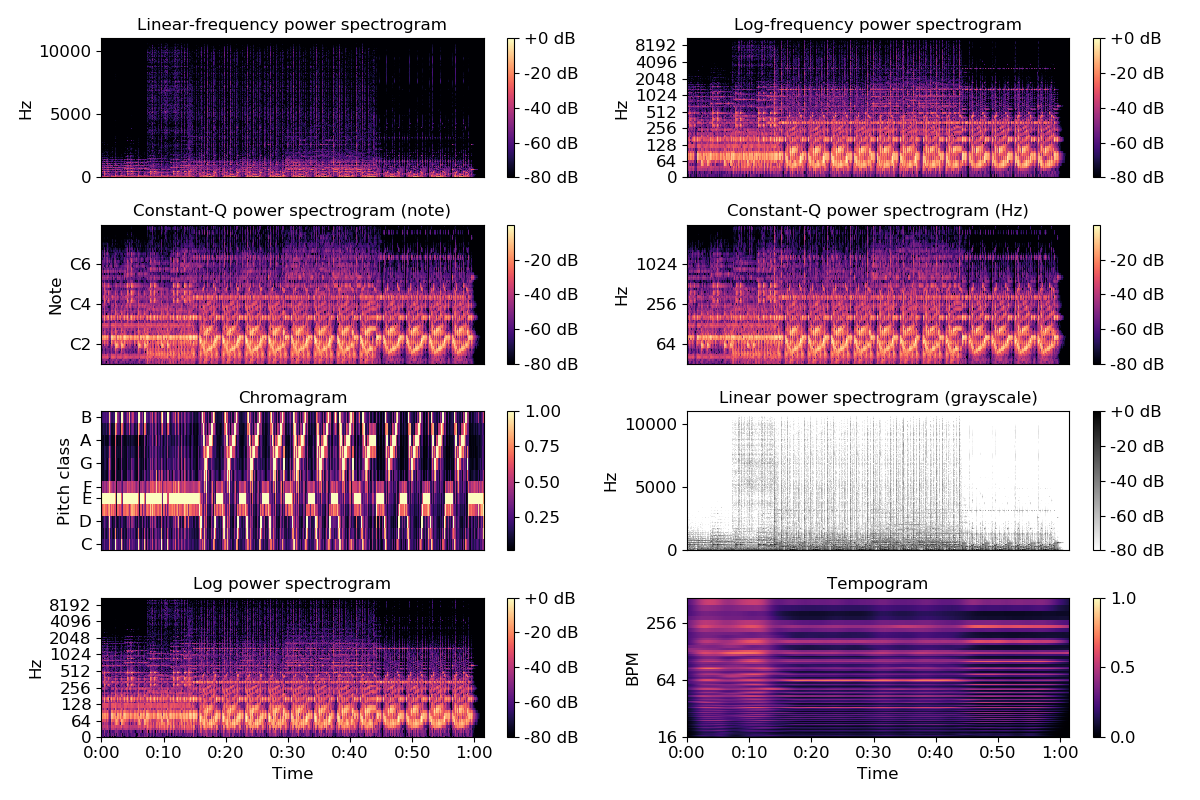 Linear-frequency power spectrogram
Hz
10000
5000
0
+0 dB
-20 dB
-40 dB
-60 dB
-80 dB
Log-frequency power spectrogram
Hz
8192
4096
2048
1024
512
256
128
64
0
+0 dB
-20 dB
-40 dB
-60 dB
-80 dB
Constant-Q power spectrogram (note)
Note
C6
C4
C2
-20 dB
-40 dB
-60 dB
-80 dB
Constant-Q power spectrogram (Hz)
Hz
1024
256
64
-20 dB
-40 dB
-60 dB
-80 dB
Chromagram
Pitch class
B
A
G
F
E
D
C
1.00
0.75
0.50
0.25
Linear power spectrogram (grayscale)
Hz
10000
5000
0
+0 dB
-20 dB
-40 dB
-60 dB
-80 dB
Log power spectrogram
Hz
8192
4096
2048
1024
512
256
128
64
0
+0 dB
-20 dB
-40 dB
-60 dB
-80 dB
0:00 0:10 0:20 0:30 0:40 0:50 1:00
Time
Tempogram
BPM
256
64
16
1.0
0.5
0.0
0:00 0:10 0:20 0:30 0:40 0:50 1:00
Time